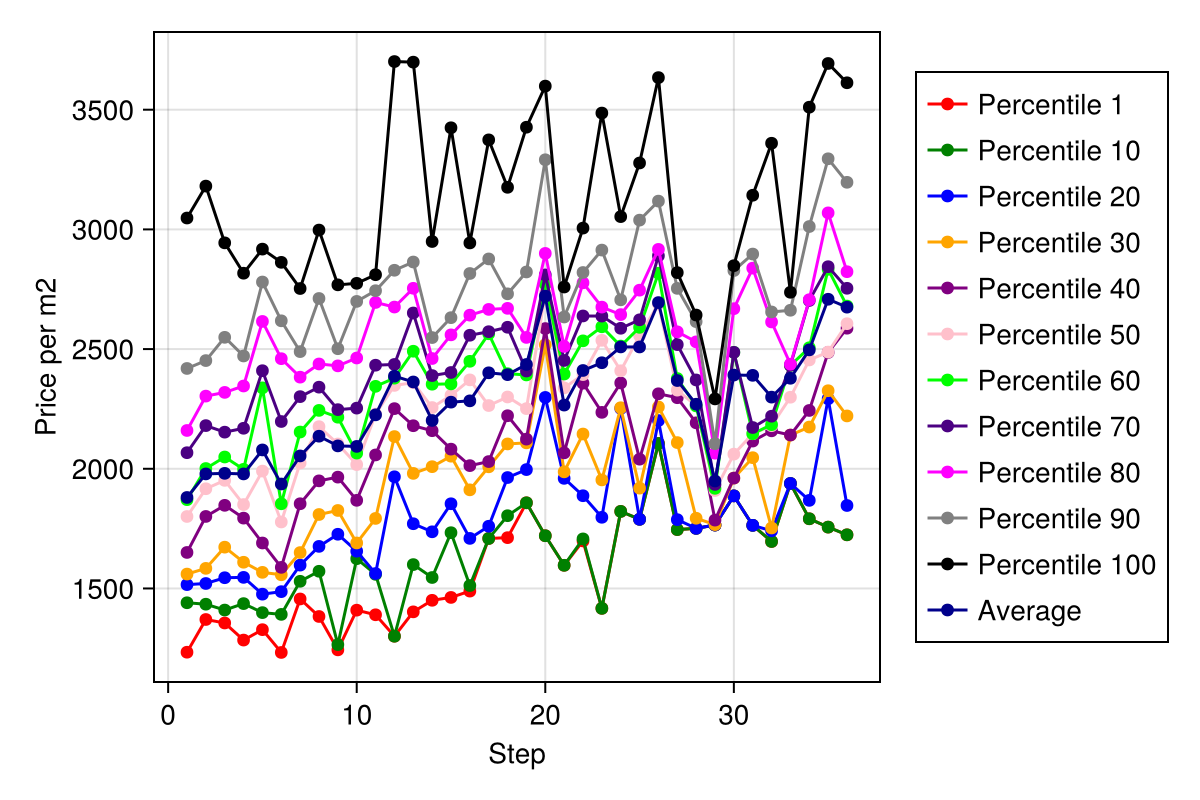 3500
3000
2500
2000
1500
Price per m2
0 10 20 30
Step
Percentile 1
Percentile 10
Percentile 20
Percentile 30
Percentile 40
Percentile 50
Percentile 60
Percentile 70
Percentile 80
Percentile 90
Percentile 100
Average